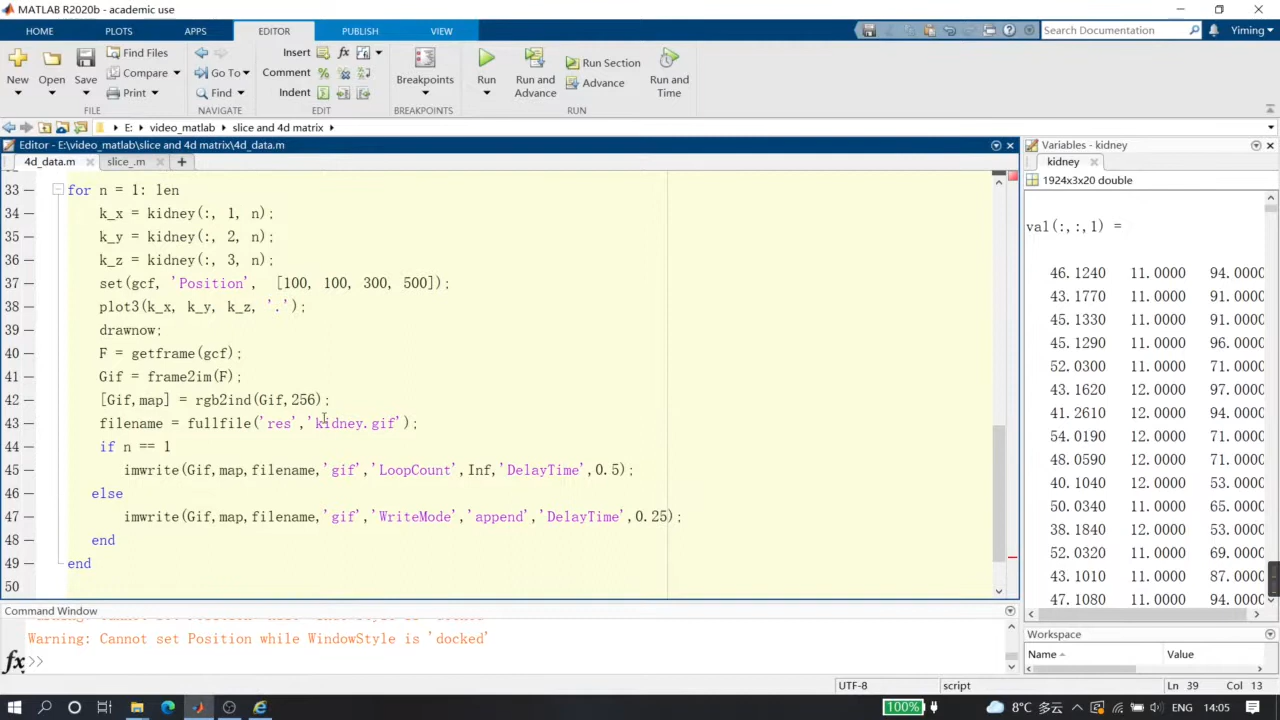 MATLAB R2020b - academic use
HOME PLOTS APPS EDITOR PUBLISH VIEW
Search Documentation
Yiming
New
Open
Save
Find Files
Compare
Print
FILE
Go To
Find
NAVIGATE
Insert
Comment
Indent
EDIT
Breakpoints
BREAKPOINTS
Run
Run and Advance
Run Section
Advance
Run and Time
RUN
E: video_matlab slice and 4d matrix
Editor - E:\video_matlab\slice and 4d matrix\4d_data.m
4d_data.m slice_.m
33 for n = 1: len
34 k_x = kidney(:, 1, n);
35 k_y = kidney(:, 2, n);
36 k_z = kidney(:, 3, n);
37 set(gcf, 'Position', [100, 100, 300, 500]);
38 plot3(k_x, k_y, k_z, '.');
39 drawnow;
40 F = getframe(gcf);
41 Gif = frame2im(F);
42 [Gif,map] = rgb2ind(Gif,256);
43 filename = fullfile('res','kidney.gif');
44 if n == 1
45 imwrite(Gif,map,filename,'gif','LoopCount',Inf,'DelayTime',0.5);
46 else
47 imwrite(Gif,map,filename,'gif','WriteMode','append','DelayTime',0.25);
48 end
49 end
50
Command Window
Warning: Cannot set Position while WindowStyle is 'docked'
fx >>
Variables - kidney
kidney
1924x3x20 double
val(:,:,1) =
46.1240 11.0000 94.0000
43.1770 11.0000 91.0000
45.1330 11.0000 91.0000
45.1290 11.0000 96.0000
52.0300 11.0000 71.0000
43.1620 12.0000 97.0000
41.2610 12.0000 94.0000
54.0190 12.0000 71.0000
48.0590 12.0000 71.0000
40.1040 12.0000 53.0000
50.0340 11.0000 65.0000
38.1840 12.0000 53.0000
52.0320 11.0000 69.0000
43.1010 11.0000 87.0000
47.1080 11.0000 94.0000
Workspace
Name Value
UTF-8 script Ln 39 Col 13
100% 8°C 多云 ENG 14:05